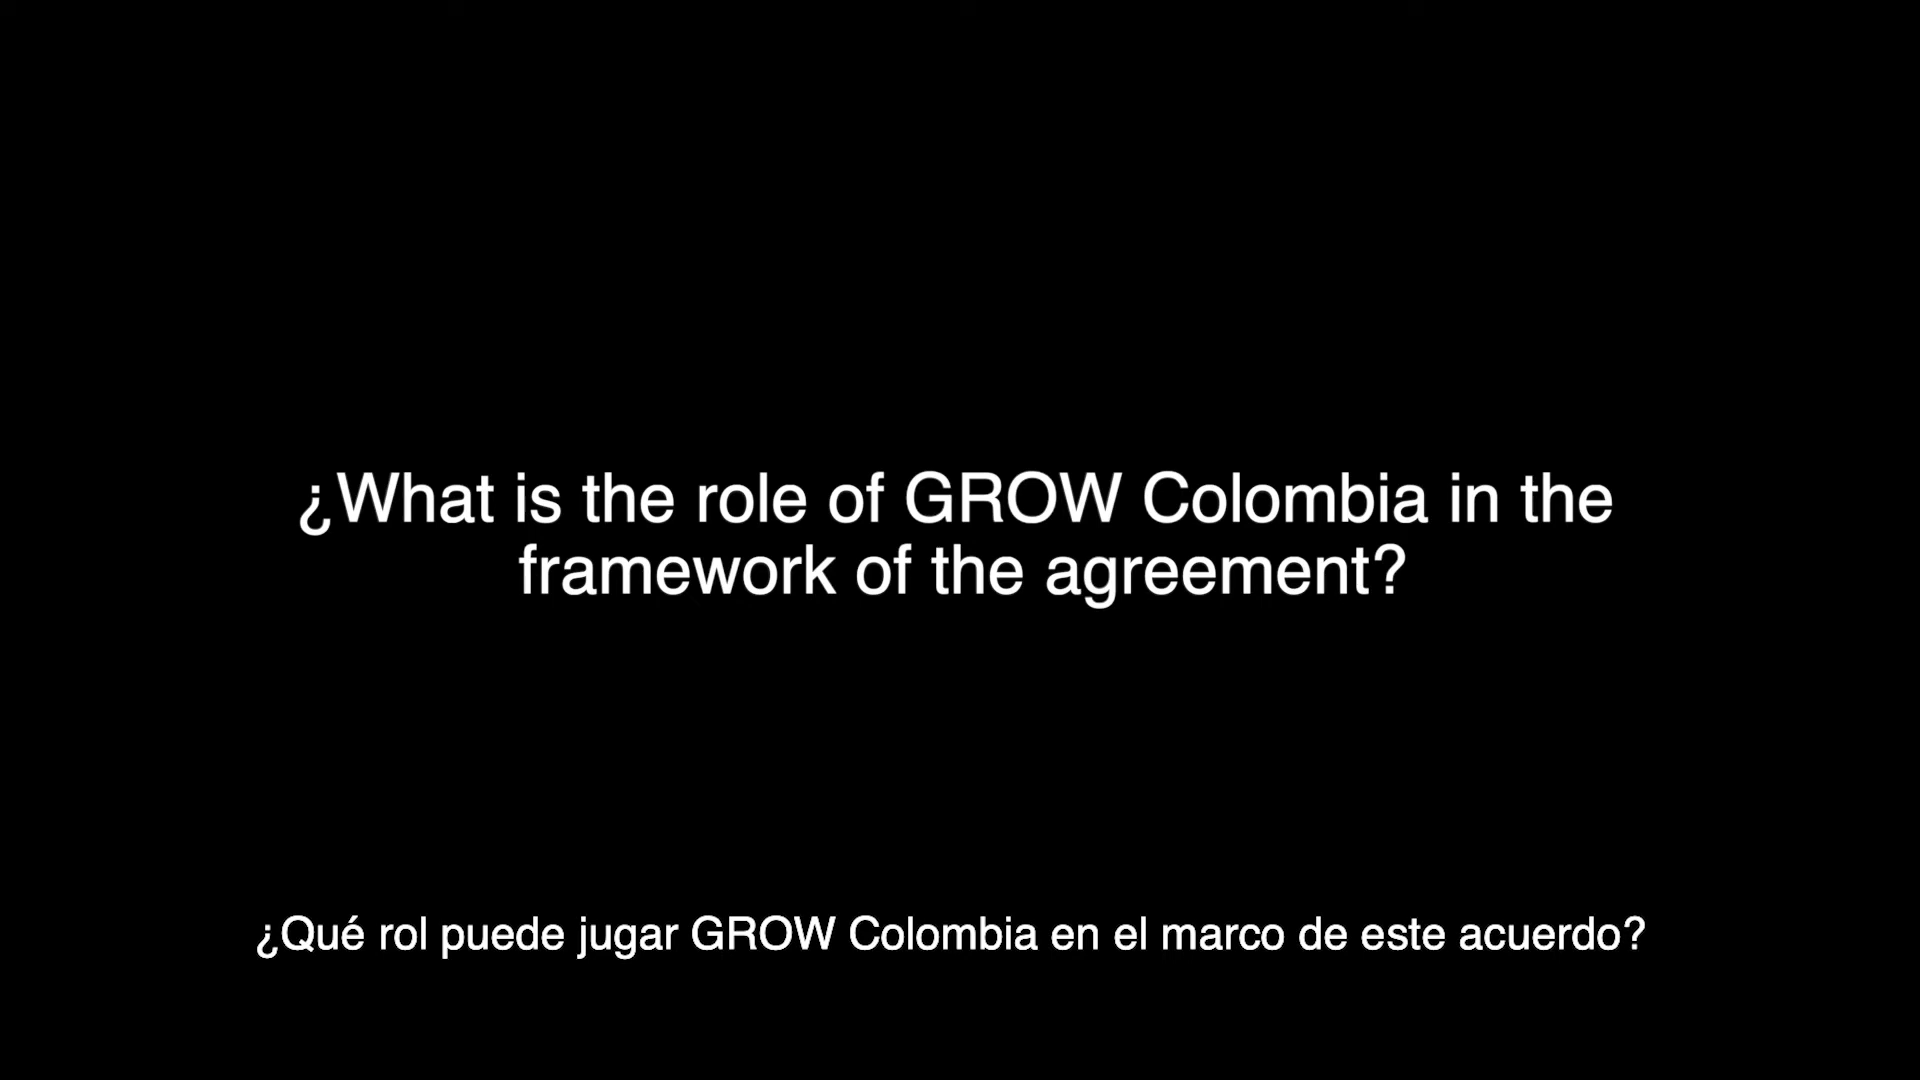 ¿What is the role of GROW Colombia in the
framework of the agreement?
¿Qué rol puede jugar GROW Colombia en el marco de este acuerdo?